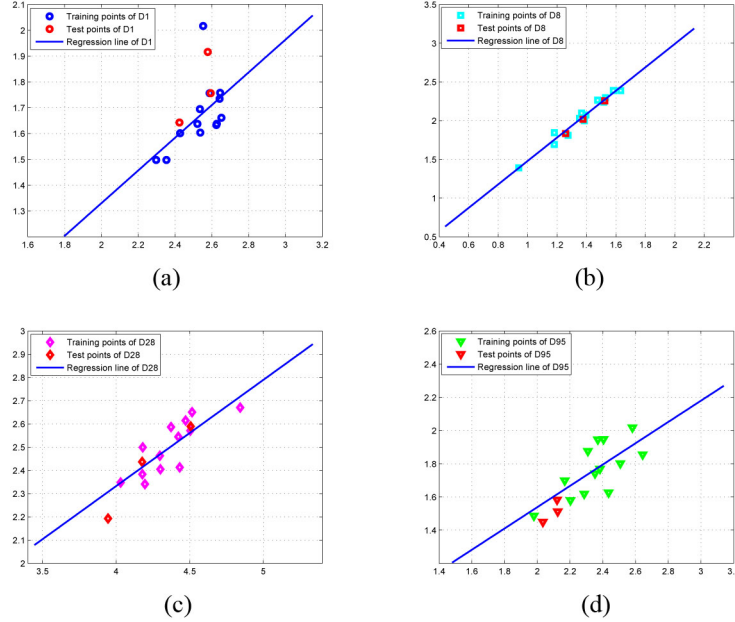 2.1
2
1.9
1.8
1.7
1.6
1.5
1.4
1.3
1.6 1.8 2 2.2 2.4 2.6 2.8 3 3.2
Training points of D1
Test points of D1
Regression line of D1
(a)
3.5
3
2.5
2
1.5
1
0.5
0.4 0.6 0.8 1 1.2 1.4 1.6 1.8 2 2.2
Training points of D8
Test points of D8
Regression line of D8
(b)
3
2.9
2.8
2.7
2.6
2.5
2.4
2.3
2.2
2.1
2
3.5 4 4.5 5
Training points of D28
Test points of D28
Regression line of D28
(c)
2.6
2.4
2.2
2
1.8
1.6
1.4
1.4 1.6 1.8 2 2.2 2.4 2.6 2.8 3 3.
Training points of D95
Test points of D95
Regression line of D95
(d)